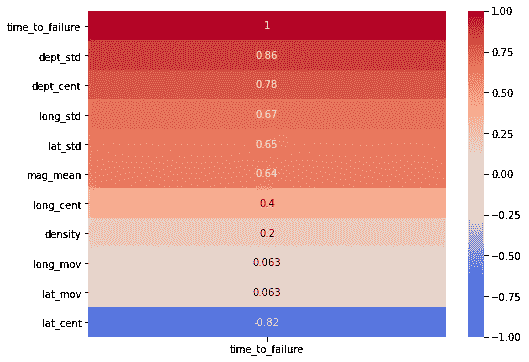 time_to_failure 1
dept_std 0.86
dept_cent 0.78
long_std 0.67
lat_std 0.65
mag_mean 0.64
long_cent 0.4
density 0.2
long_mov 0.063
lat_mov 0.063
lat_cent -0.82
time_to_failure
1.00
0.75
0.50
0.25
0.00
-0.25
-0.50
-0.75
-1.00